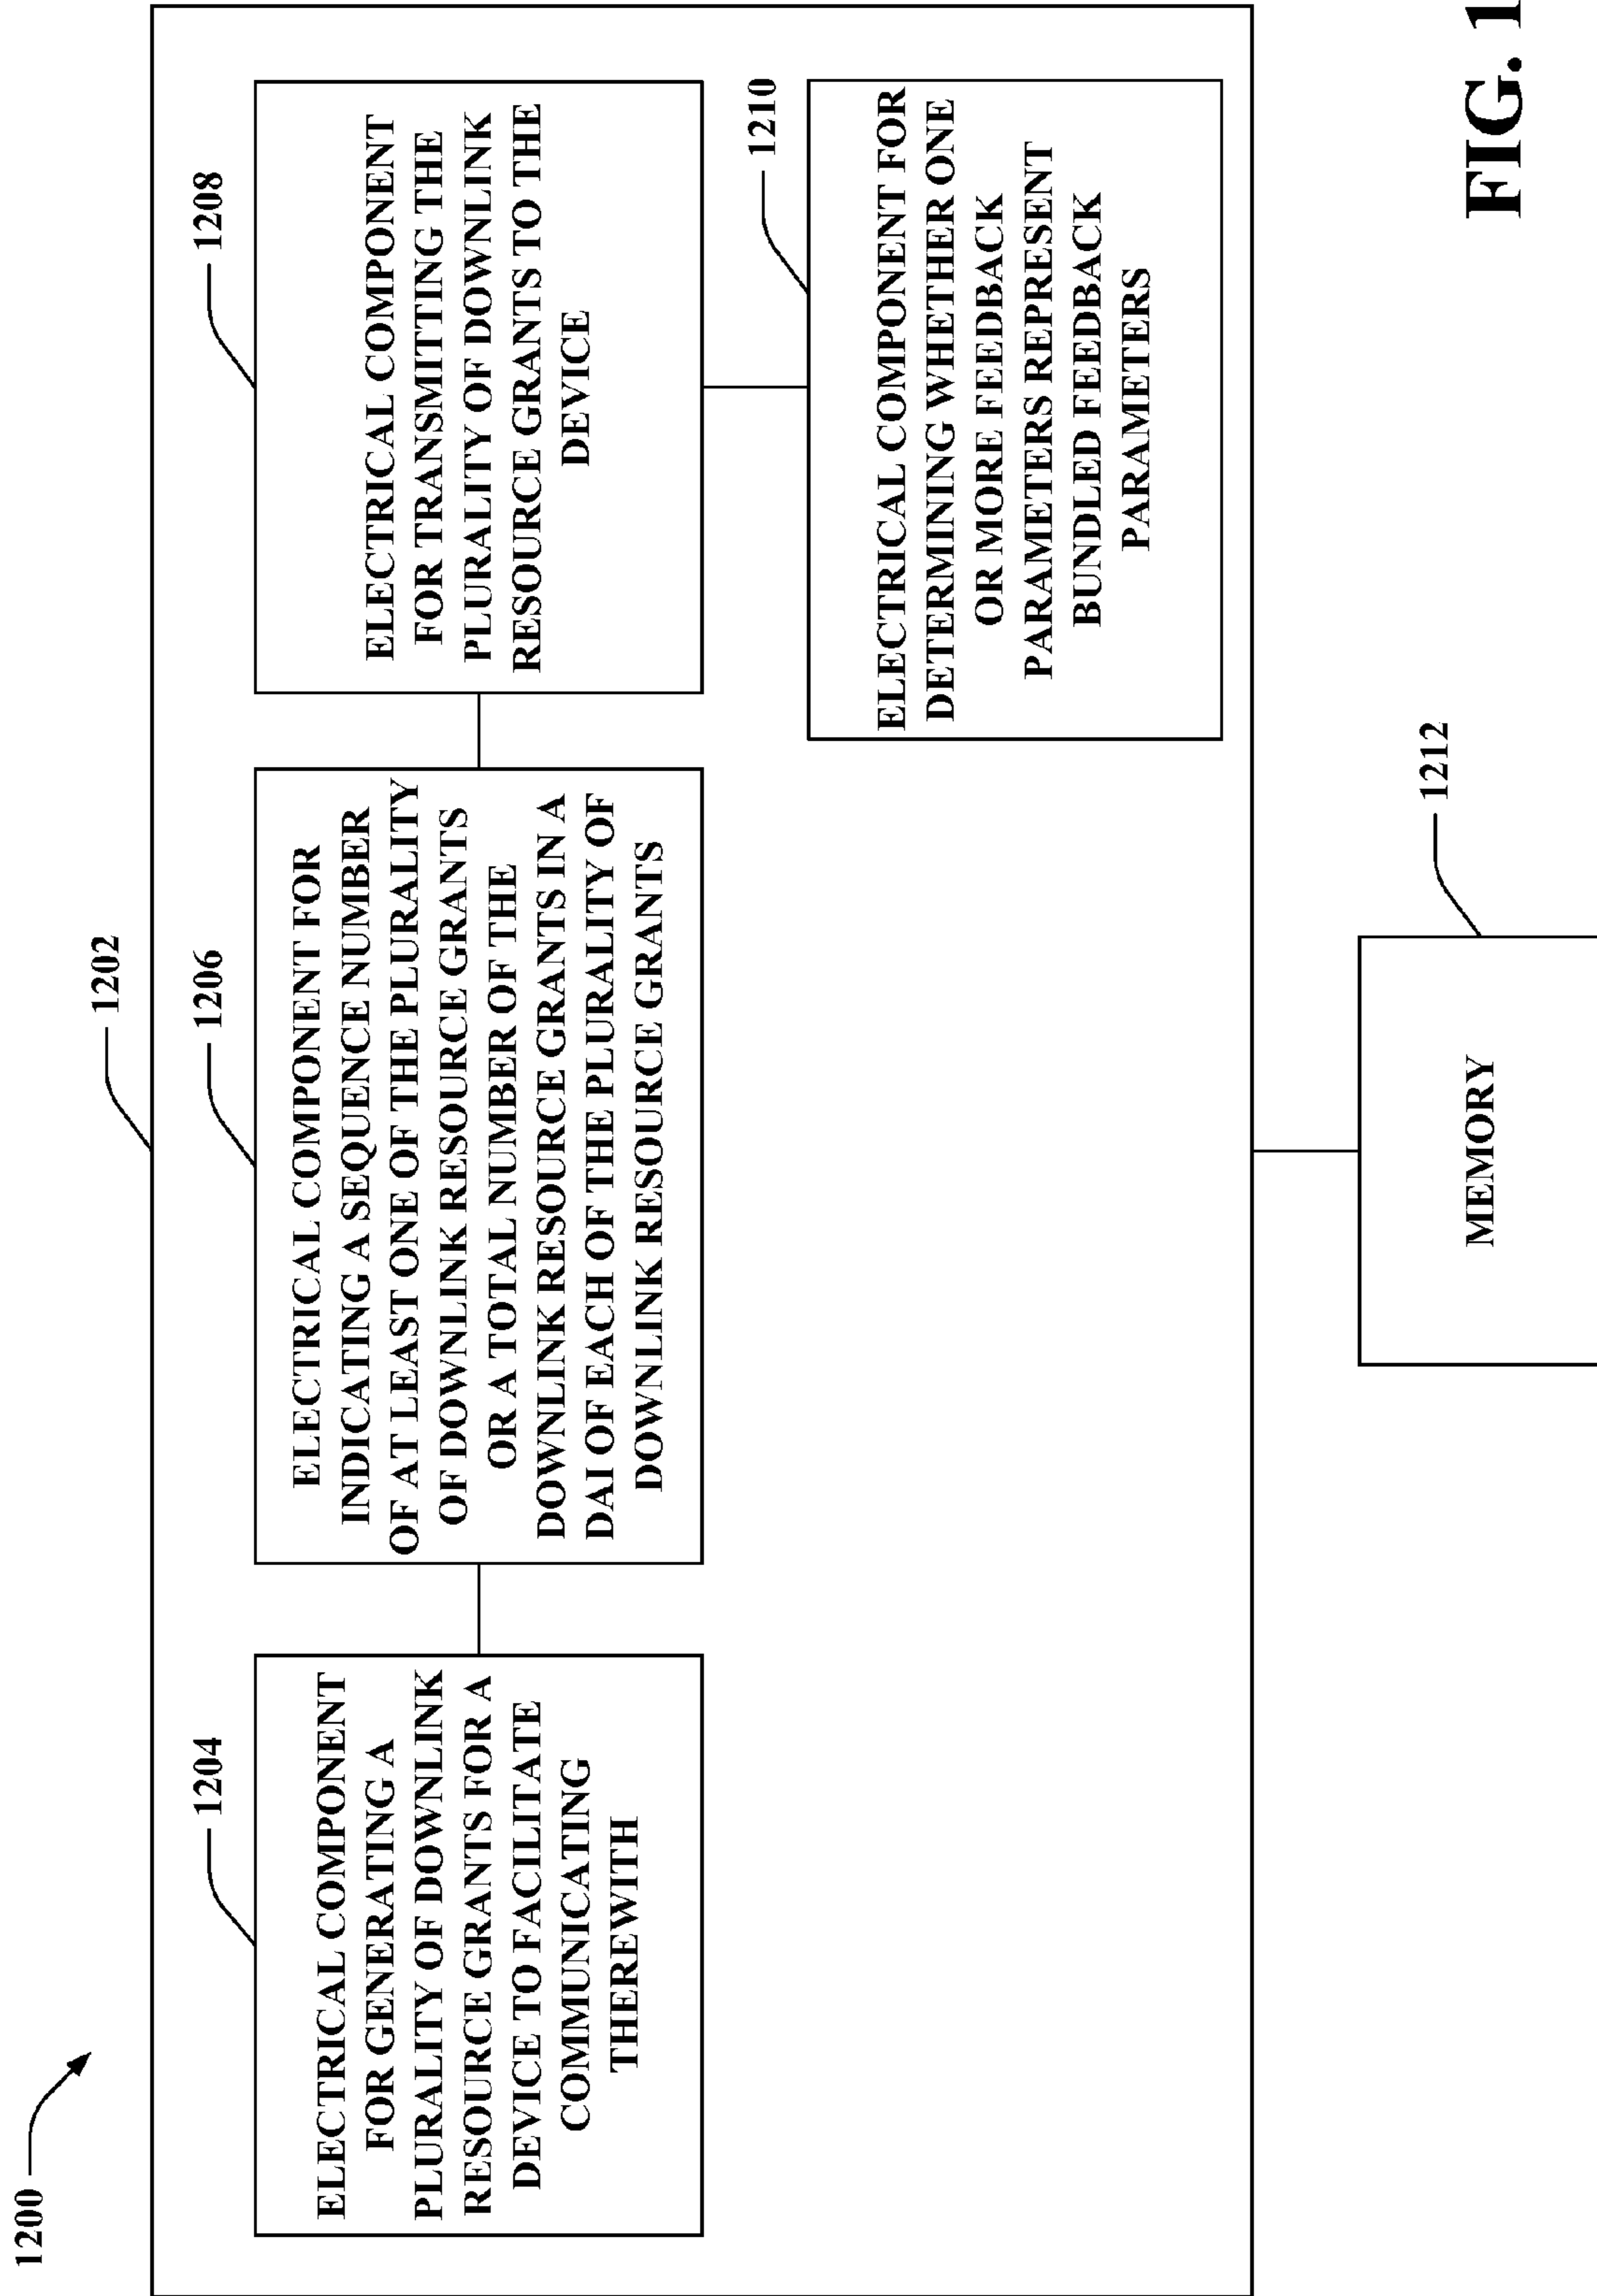 1200
1202
1204
ELECTRICAL COMPONENT
FOR GENERATING A
PLURALITY OF DOWNLINK
RESOURCE GRANTS FOR A
DEVICE TO FACILITATE
COMMUNICATING
THEREWITH
1206
ELECTRICAL COMPONENT FOR
INDICATING A SEQUENCE NUMBER
OF AT LEAST ONE OF THE PLURALITY
OF DOWNLINK RESOURCE GRANTS
OR A TOTAL NUMBER OF THE
DOWNLINK RESOURCE GRANTS IN A
DAI OF EACH OF THE PLURALITY OF
DOWNLINK RESOURCE GRANTS
1208
ELECTRICAL COMPONENT
FOR TRANSMITTING THE
PLURALITY OF DOWNLINK
RESOURCE GRANTS TO THE
DEVICE
1210
ELECTRICAL COMPONENT FOR
DETERMINING WHETHER ONE
OR MORE FEEDBACK
PARAMETERS REPRESENT
BUNDLED FEEDBACK
PARAMETERS
1212
MEMORY
FIG. 1